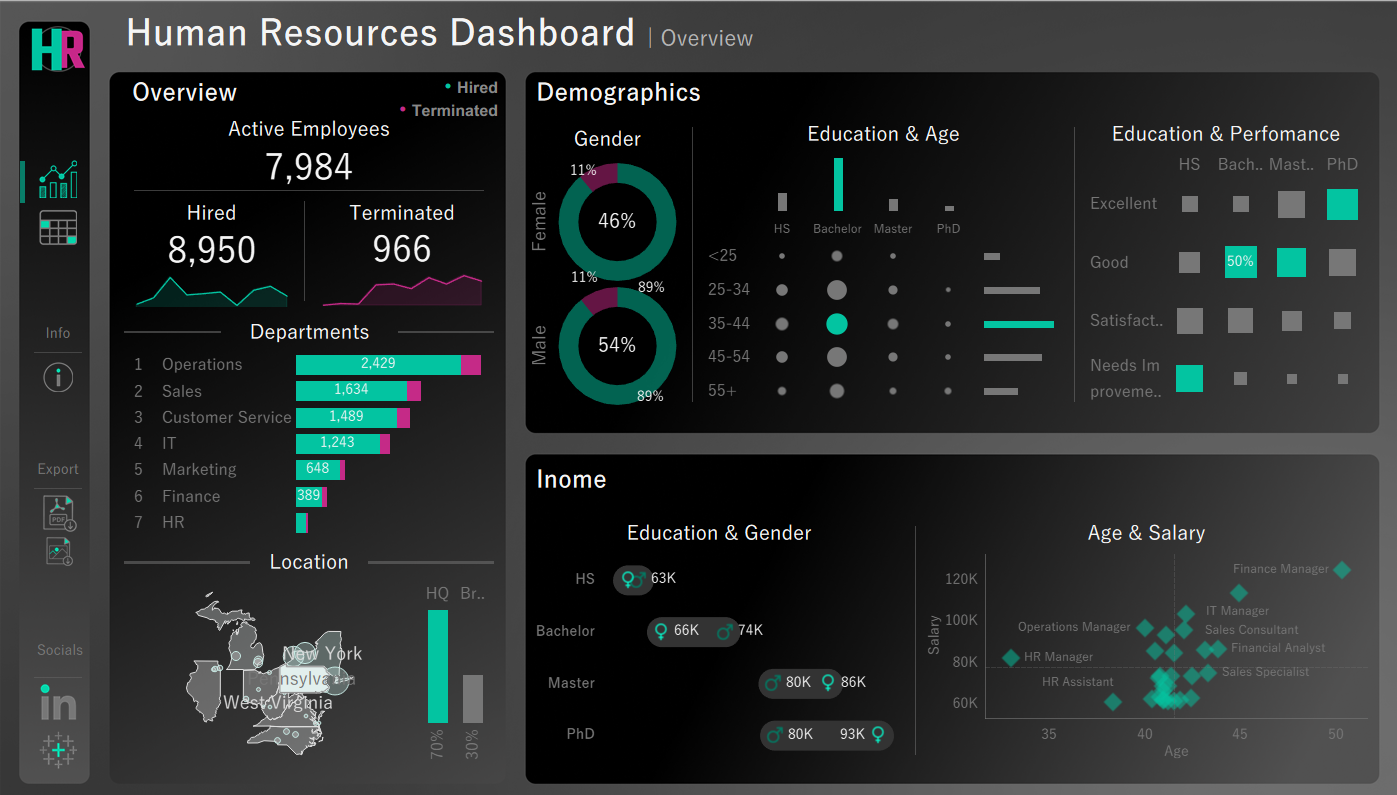 HR
Human Resources Dashboard | Overview
Info
Export
PDF
Socials
in
Overview
• Hired
• Terminated
Active Employees
7,984
Hired
8,950
Terminated
966
Departments
1 Operations 2,429
2 Sales 1,634
3 Customer Service 1,489
4 IT 1,243
5 Marketing 648
6 Finance 389
7 HR
Location
New York
Pennsylvania
West Virginia
HQ Br..
70% 30%
Demographics
Gender
Female
11%
46%
89%
Male
11%
54%
89%
Education & Age
HS Bachelor Master PhD
<25
25-34
35-44
45-54
55+
Education & Perfomance
HS Bach.. Mast.. PhD
Excellent
Good 50%
Satisfact..
Needs Im
proveme..
Inome
Education & Gender
HS 63K
Bachelor 66K 74K
Master 80K 86K
PhD 80K 93K
Age & Salary
Salary
120K
100K
80K
60K
Finance Manager
IT Manager
Operations Manager
Sales Consultant
Financial Analyst
HR Manager
Sales Specialist
HR Assistant
35 40 45 50
Age